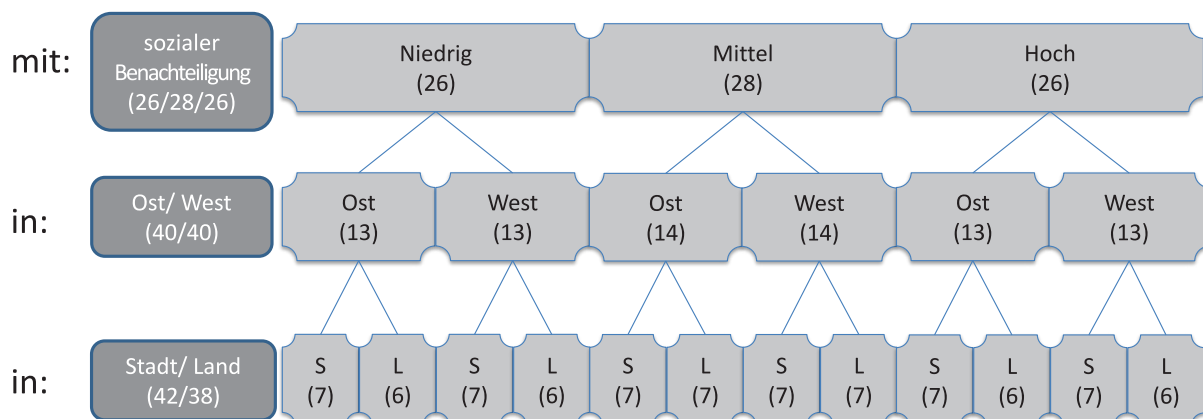 mit:
sozialer
Benachteiligung
(26/28/26)
Niedrig
(26)
Mittel
(28)
Hoch
(26)
in:
Ost/ West
(40/40)
Ost
(13)
West
(13)
Ost
(14)
West
(14)
Ost
(13)
West
(13)
in:
Stadt/ Land
(42/38)
S
(7)
L
(6)
S
(7)
L
(6)
S
(7)
L
(7)
S
(7)
L
(7)
S
(7)
L
(6)
S
(7)
L
(6)